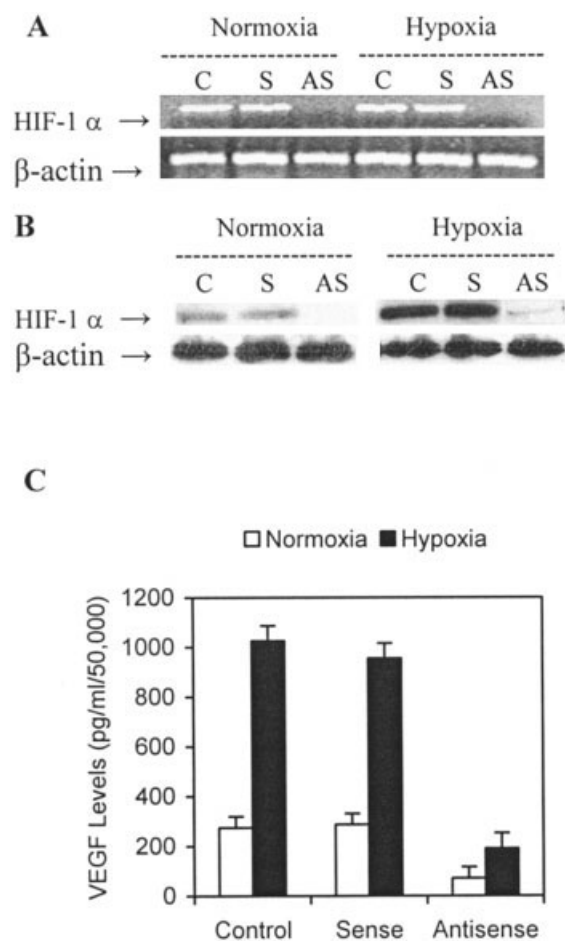 A
Normoxia Hypoxia
C S AS C S AS
HIF-1 α →
β-actin →
B
Normoxia Hypoxia
C S AS C S AS
HIF-1 α →
β-actin →
C
Normoxia Hypoxia
VEGF Levels (pg/ml/50,000)
1200
1000
800
600
400
200
0
Control Sense Antisense